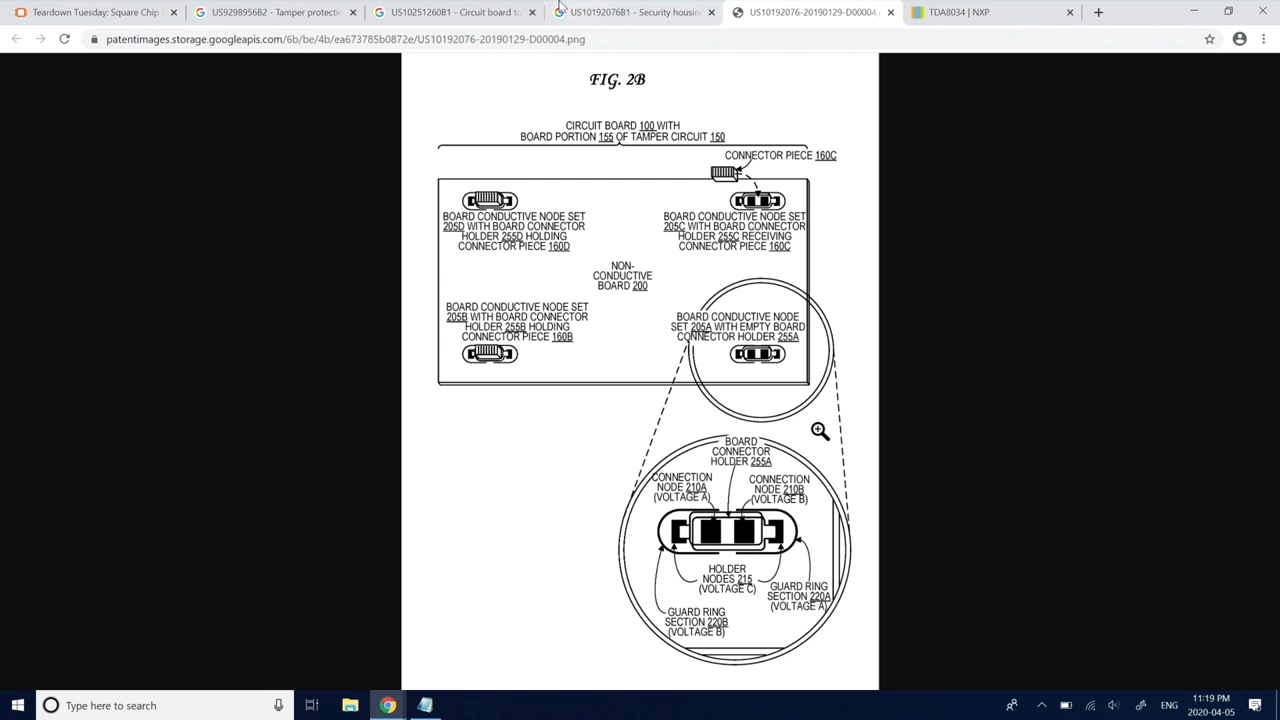 Teardown Tuesday: Square Chip a
US9298956B2 - Tamper protectio
US10251260B1 - Circuit board to
US10192076B1 - Security housin
US10192076-20190129-D00004.p
TDA8034 | NXP
patentimages.storage.googleapis.com/6b/be/4b/ea673785b0872e/US10192076-20190129-D00004.png
FIG. 2B
CIRCUIT BOARD 100 WITH
BOARD PORTION 155 OF TAMPER CIRCUIT 150
CONNECTOR PIECE 160C
BOARD CONDUCTIVE NODE SET
205D WITH BOARD CONNECTOR
HOLDER 255D HOLDING
CONNECTOR PIECE 160D
BOARD CONDUCTIVE NODE SET
205C WITH BOARD CONNECTOR
HOLDER 255C RECEIVING
CONNECTOR PIECE 160C
NON-
CONDUCTIVE
BOARD 200
BOARD CONDUCTIVE NODE SET
205B WITH BOARD CONNECTOR
HOLDER 255B HOLDING
CONNECTOR PIECE 160B
BOARD CONDUCTIVE NODE
SET 205A WITH EMPTY BOARD
CONNECTOR HOLDER 255A
BOARD
CONNECTOR
HOLDER 255A
CONNECTION
NODE 210A
(VOLTAGE A)
CONNECTION
NODE 210B
(VOLTAGE B)
HOLDER
NODES 215
(VOLTAGE C)
GUARD RING
SECTION 220A
(VOLTAGE A)
GUARD RING
SECTION 220B
(VOLTAGE B)
Type here to search
ENG
11:19 PM
2020-04-05